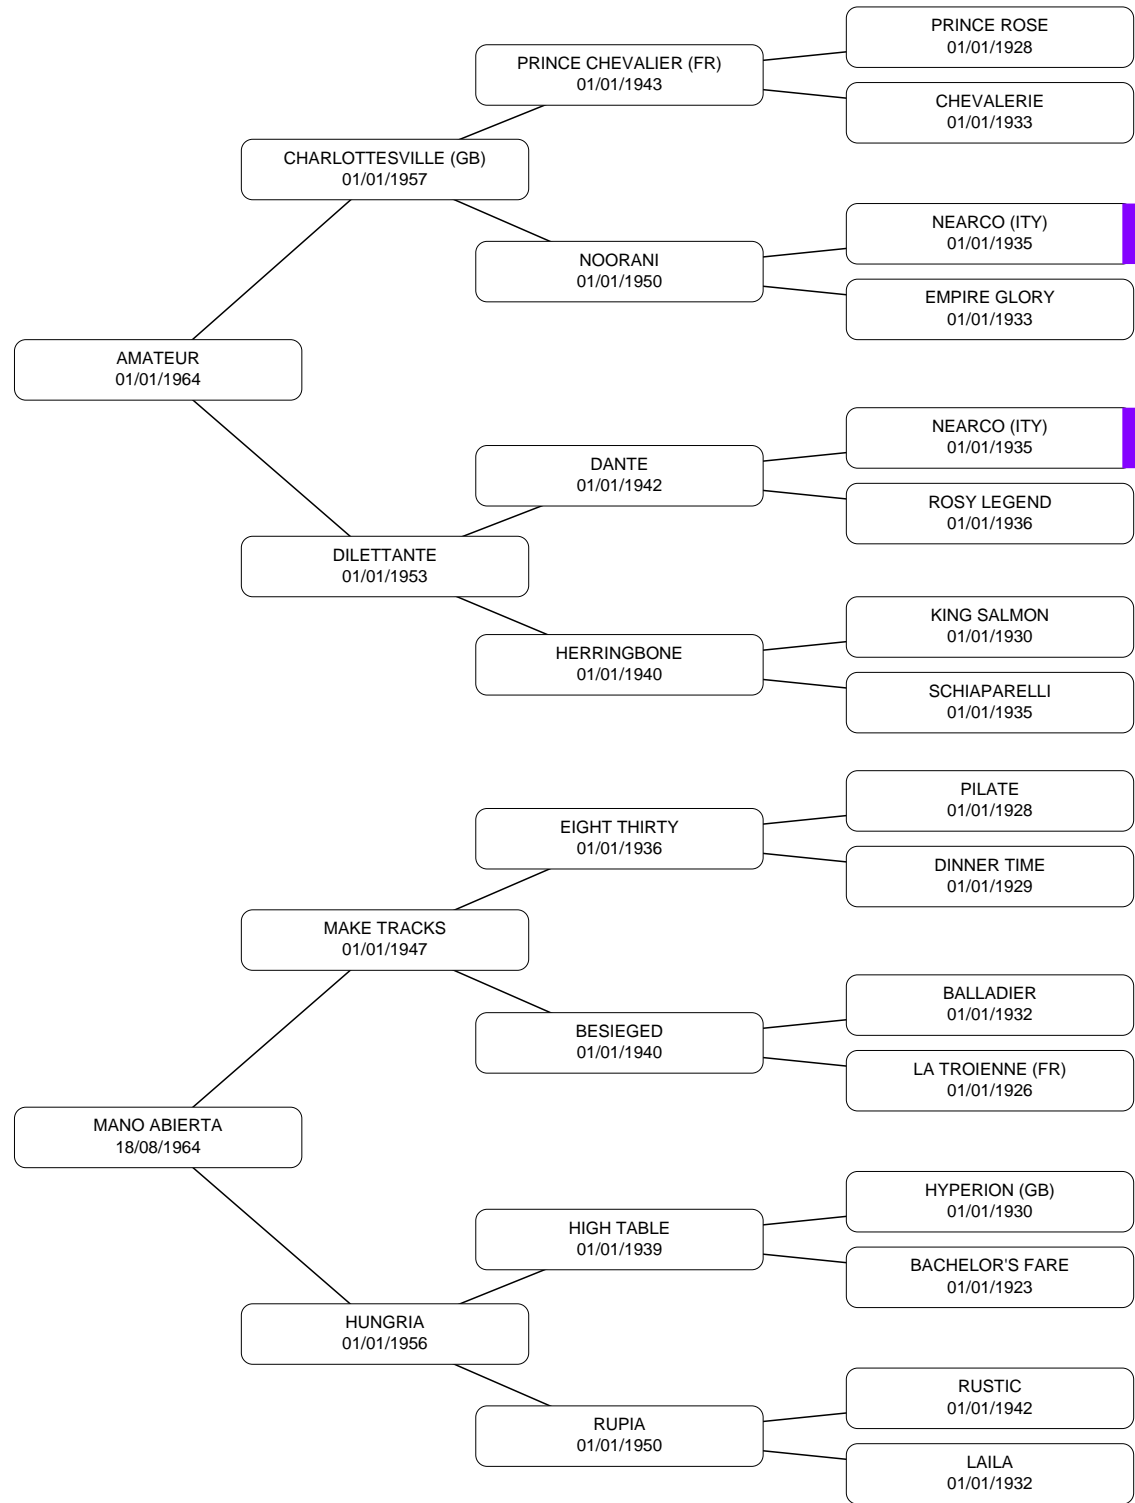 PRINCE ROSE
01/01/1928
PRINCE CHEVALIER (FR)
01/01/1943
CHEVALERIE
01/01/1933
CHARLOTTESVILLE (GB)
01/01/1957
NEARCO (ITY)
01/01/1935
NOORANI
01/01/1950
EMPIRE GLORY
01/01/1933
AMATEUR
01/01/1964
NEARCO (ITY)
01/01/1935
DANTE
01/01/1942
ROSY LEGEND
01/01/1936
DILETTANTE
01/01/1953
KING SALMON
01/01/1930
HERRINGBONE
01/01/1940
SCHIAPARELLI
01/01/1935
PILATE
01/01/1928
EIGHT THIRTY
01/01/1936
DINNER TIME
01/01/1929
MAKE TRACKS
01/01/1947
BALLADIER
01/01/1932
BESIEGED
01/01/1940
LA TROIENNE (FR)
01/01/1926
MANO ABIERTA
18/08/1964
HYPERION (GB)
01/01/1930
HIGH TABLE
01/01/1939
BACHELOR'S FARE
01/01/1923
HUNGRIA
01/01/1956
RUSTIC
01/01/1942
RUPIA
01/01/1950
LAILA
01/01/1932